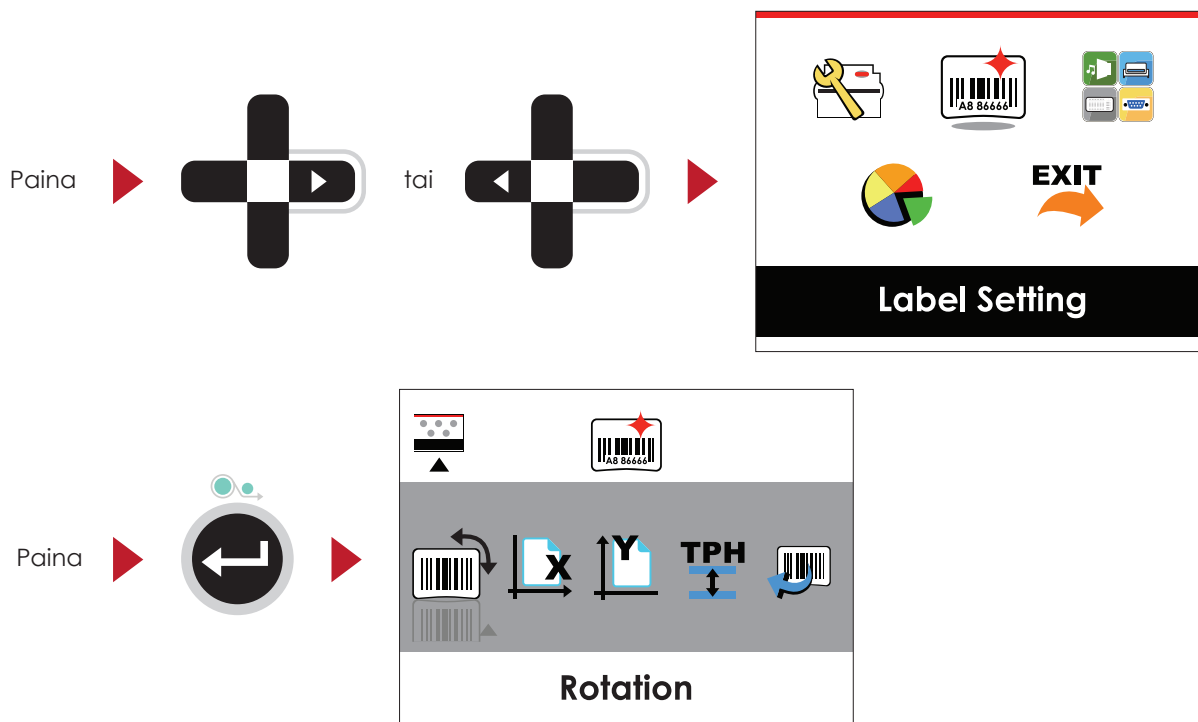 A8 86666
Paina
tai
EXIT
Label Setting
A8 86666
Paina
X
Y
TPH
Rotation